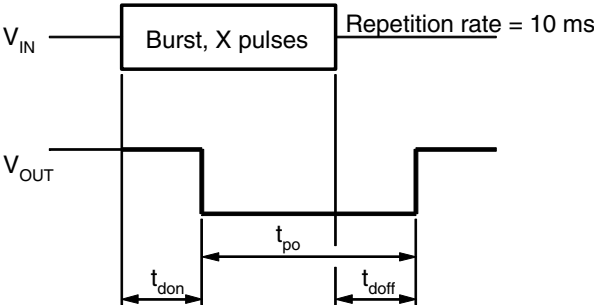 V_IN
Burst, X pulses
Repetition rate = 10 ms
V_OUT
t_po
t_don
t_doff